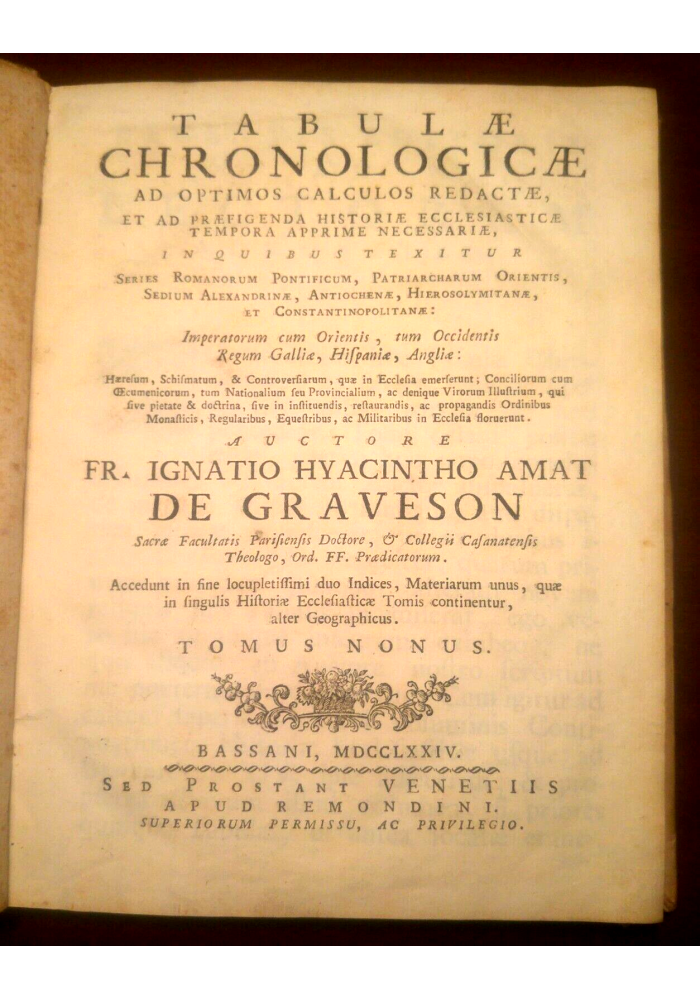 TABULÆ
CHRONOLOGICÆ
AD OPTIMOS CALCULOS REDACTÆ,
ET AD PRÆFIGENDA HISTORIÆ ECCLESIASTICÆ
TEMPORA APPRIME NECESSARIÆ,
IN QUIBUS TEXITUR
SERIES ROMANORUM PONTIFICUM, PATRIARCHARUM ORIENTIS,
SEDIUM ALEXANDRINÆ, ANTIOCHENÆ, HIEROSOLYMITANÆ,
ET CONSTANTINOPOLITANÆ:
Imperatorum cum Orientis, tum Occidentis
Regum Galliæ, Hiſpaniæ, Angliæ:
Hæreſum, Schiſmatum, & Controverſiarum, quæ in Eccleſia emerſerunt; Conciliorum cum
Œcumenicorum, tum Nationalium ſeu Provincialium, ac denique Virorum Illuſtrium, qui
ſive pietate & doctrina, ſive in inſtituendis, reſtaurandis, ac propagandis Ordinibus
Monaſticis, Regularibus, Equeſtribus, ac Militaribus in Eccleſia floruerunt.
AUCTORE
FR. IGNATIO HYACINTHO AMAT
DE GRAVESON
Sacræ Facultatis Pariſienſis Doctore, & Collegii Caſanatenſis
Theologo, Ord. FF. Prædicatorum.
Accedunt in fine locupletiſſimi duo Indices, Materiarum unus, quæ
in ſingulis Hiſtoriæ Eccleſiaſticæ Tomis continentur,
alter Geographicus.
TOMUS NONUS.
BASSANI, MDCCLXXIV.
SED PROSTANT VENETIIS
APUD REMONDINI.
SUPERIORUM PERMISSU, AC PRIVILEGIO.